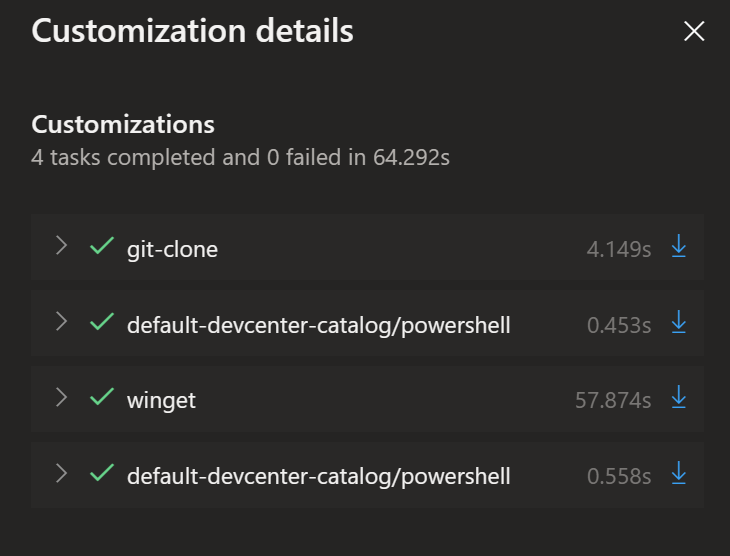 Customization details
Customizations
4 tasks completed and 0 failed in 64.292s
git-clone 4.149s
default-devcenter-catalog/powershell 0.453s
winget 57.874s
default-devcenter-catalog/powershell 0.558s